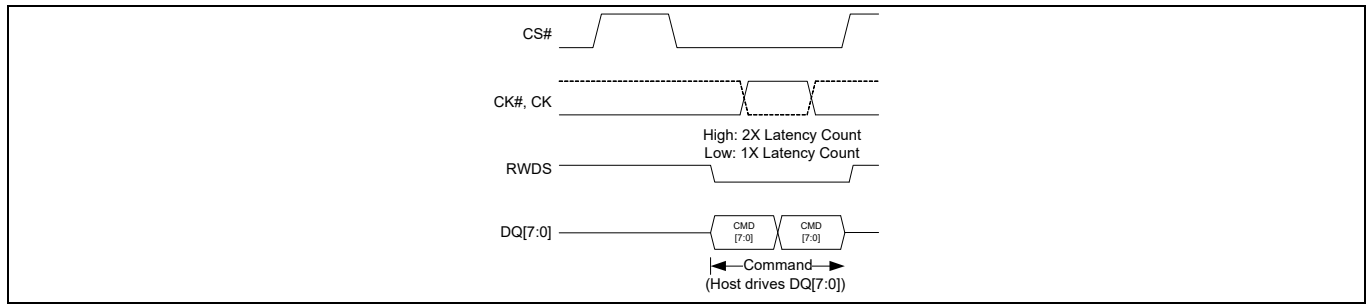 CS#
CK#, CK
High: 2X Latency Count
Low: 1X Latency Count
RWDS
DQ[7:0]
CMD
[7:0]
CMD
[7:0]
Command
(Host drives DQ[7:0])